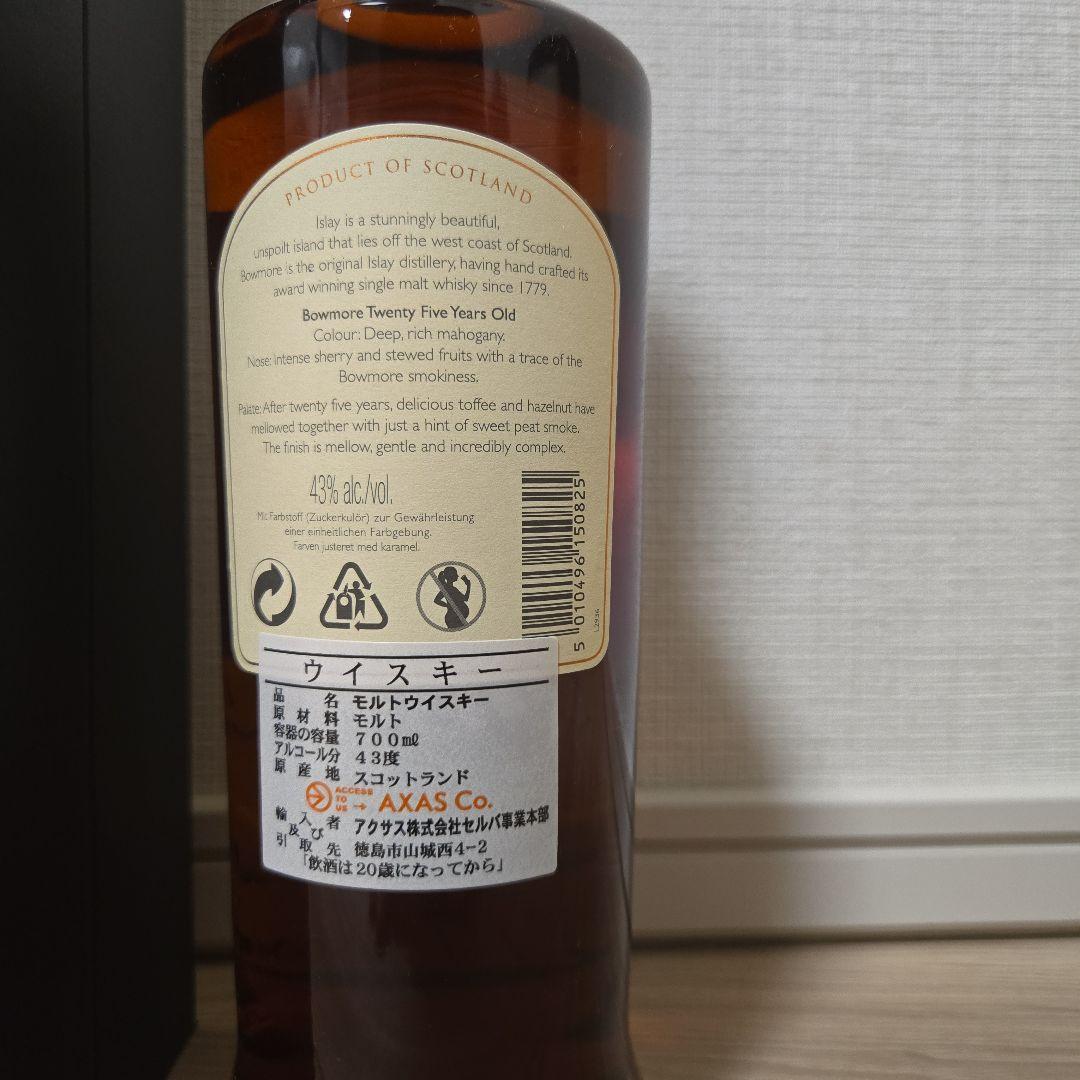 PRODUCT OF SCOTLAND
Islay is a stunningly beautiful,
unspoilt island that lies off the west coast of Scotland.
Bowmore is the original Islay distillery, having hand crafted its
award winning single malt whisky since 1779.
Bowmore Twenty Five Years Old
Colour: Deep, rich mahogany.
Nose: Intense sherry and stewed fruits with a trace of the
Bowmore smokiness.
Palate: After twenty five years, delicious toffee and hazelnut have
mellowed together with just a hint of sweet peat smoke.
The finish is mellow, gentle and incredibly complex.
43% alc./vol.
Mit Farbstoff (Zuckerkulör) zur Gewährleistung
einer einheitlichen Farbgebung.
Farven justeret med karamel.
5 010496 150825
L2936
ウイスキー
品名 モルトウイスキー
原材料 モルト
容器の容量 700㎖
アルコール分 43度
原産地 スコットランド
ACCESS TO US → AXAS Co.
輸入者 アクサス株式会社セルバ事業本部
及び
引取先 徳島市山城西4-2
「飲酒は20歳になってから」